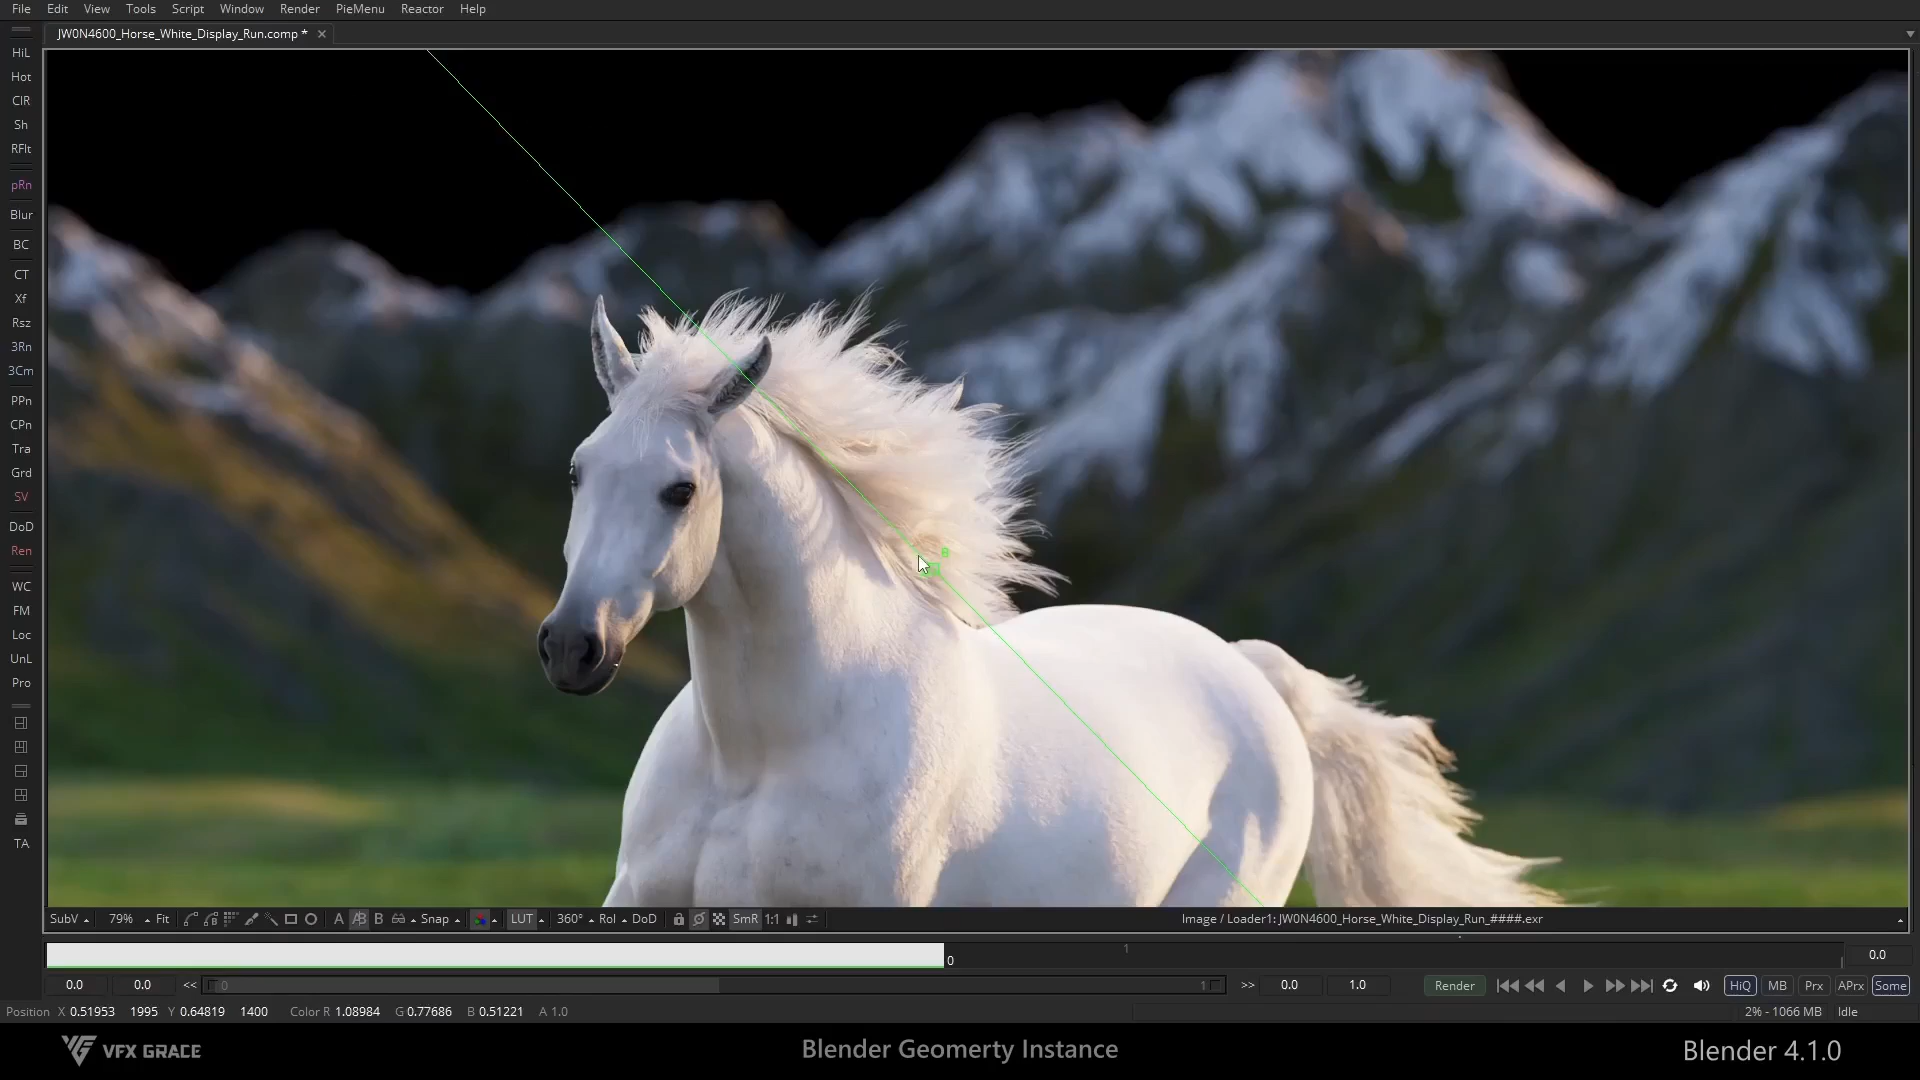 File Edit View Tools Script Window Render PieMenu Reactor Help
JW0N4600_Horse_White_Display_Run.comp *
HiL
Hot
ClR
Sh
RFlt
pRn
Blur
BC
CT
Xf
Rsz
3Rn
3Cm
PPn
CPn
Tra
Grd
SV
DoD
Ren
WC
FM
Loc
UnL
Pro
TA
B
SubV 79% Fit A A/B B Snap LUT 360° RoI DoD SmR 1:1 Image / Loader1: JW0N4600_Horse_White_Display_Run_####.exr
0 1 0.0
0.0 0.0 << 0 1 >> 0.0 1.0 Render HiQ MB Prx APrx Some
Position X 0.51953 1995 Y 0.64819 1400 Color R 1.08984 G 0.77686 B 0.51221 A 1.0 2% - 1066 MB Idle
VFX GRACE Blender Geomerty Instance Blender 4.1.0